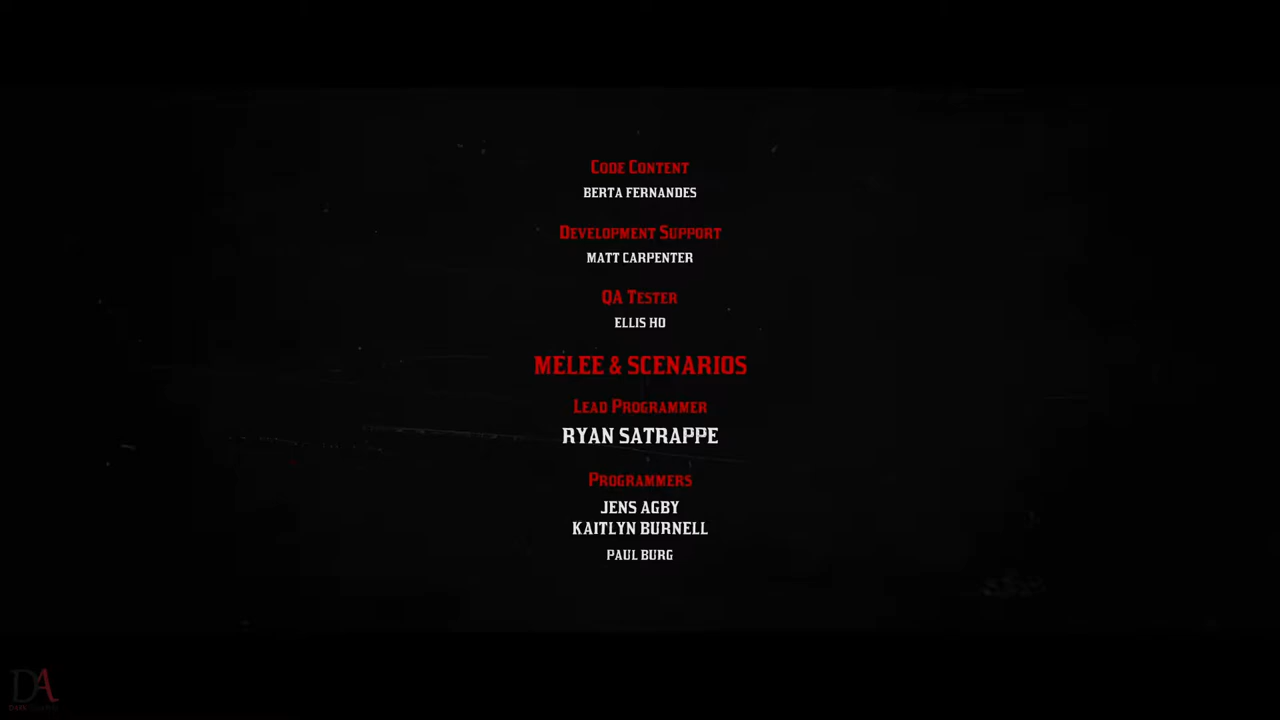 Code Content
BERTA FERNANDES
Development Support
MATT CARPENTER
QA Tester
ELLIS HO
MELEE & SCENARIOS
Lead Programmer
RYAN SATRAPPE
Programmers
JENS AGBY
KAITLYN BURNELL
PAUL BURG
DA